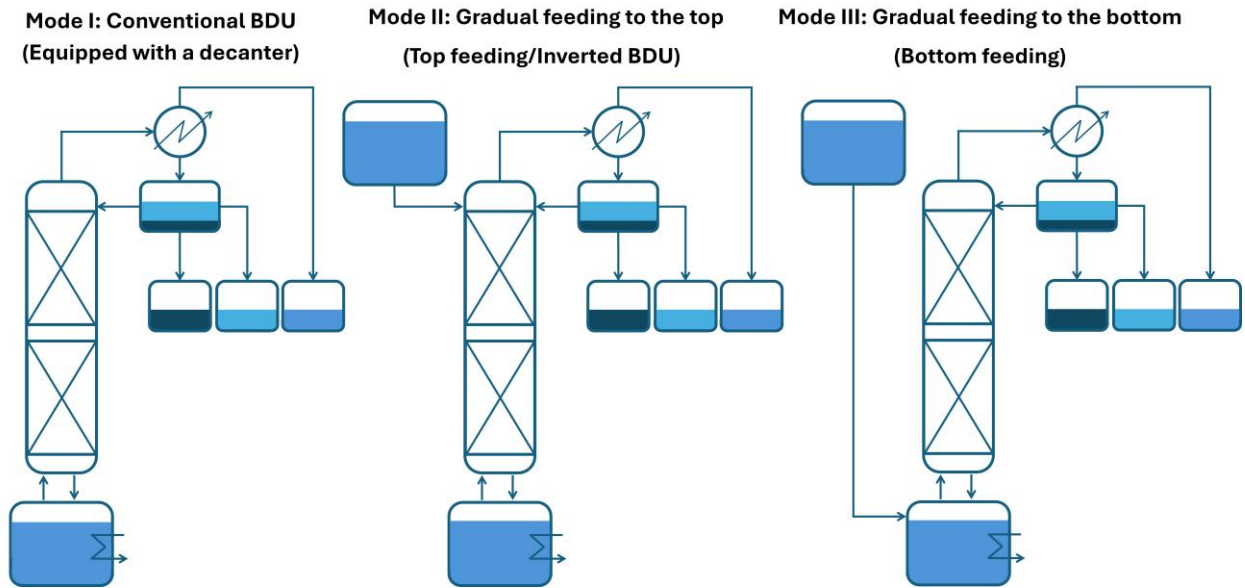 Mode I: Conventional BDU
(Equipped with a decanter)
Mode II: Gradual feeding to the top
(Top feeding/Inverted BDU)
Mode III: Gradual feeding to the bottom
(Bottom feeding)